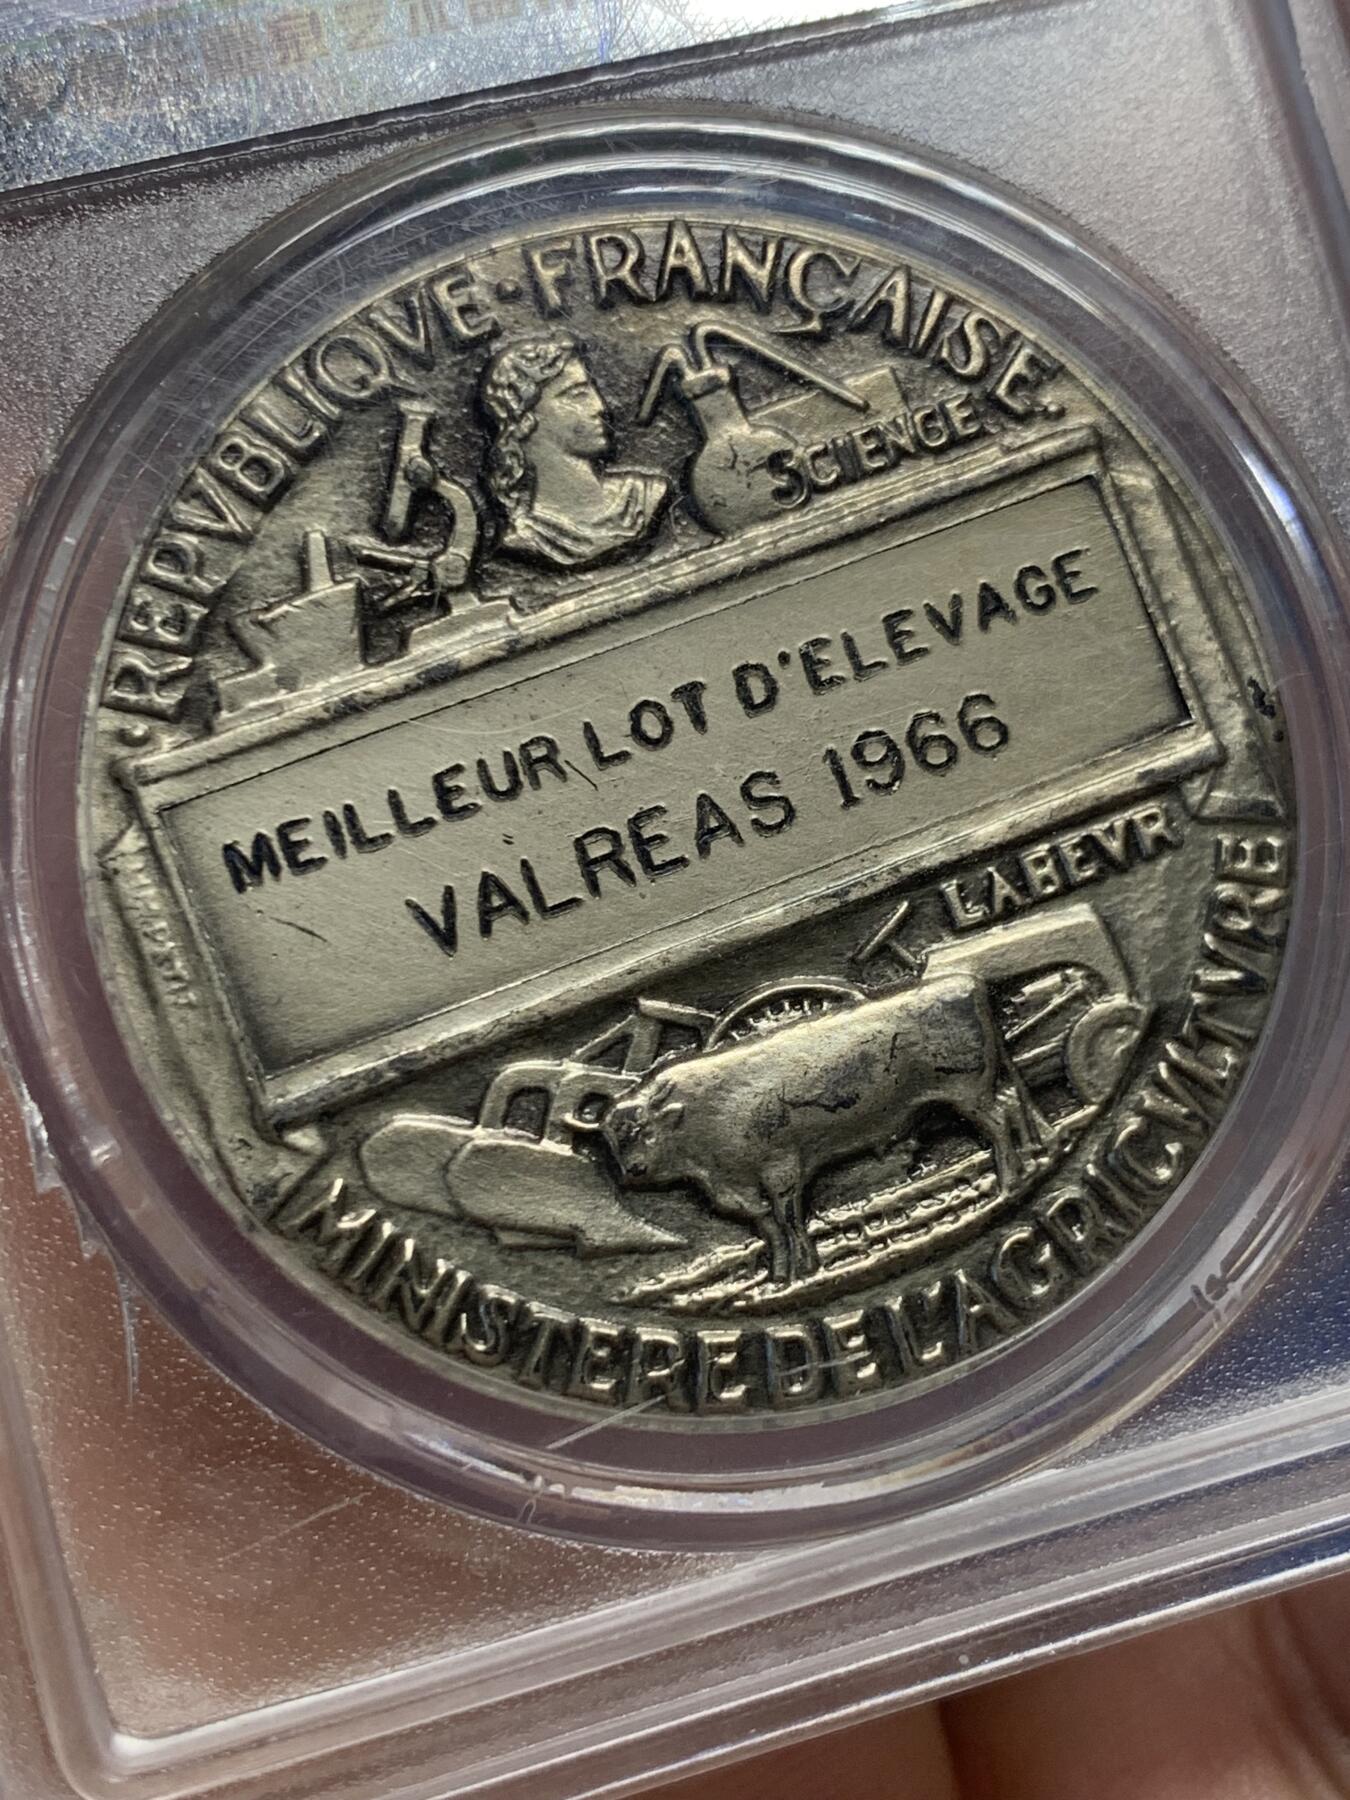 ·REPVBLIQVE·FRANÇAISE·
SCIENCE
MEILLEUR LOT D'ELEVAGE
VALREAS 1966
LABEVR
MINISTERE DE L'AGRICVLTVRE